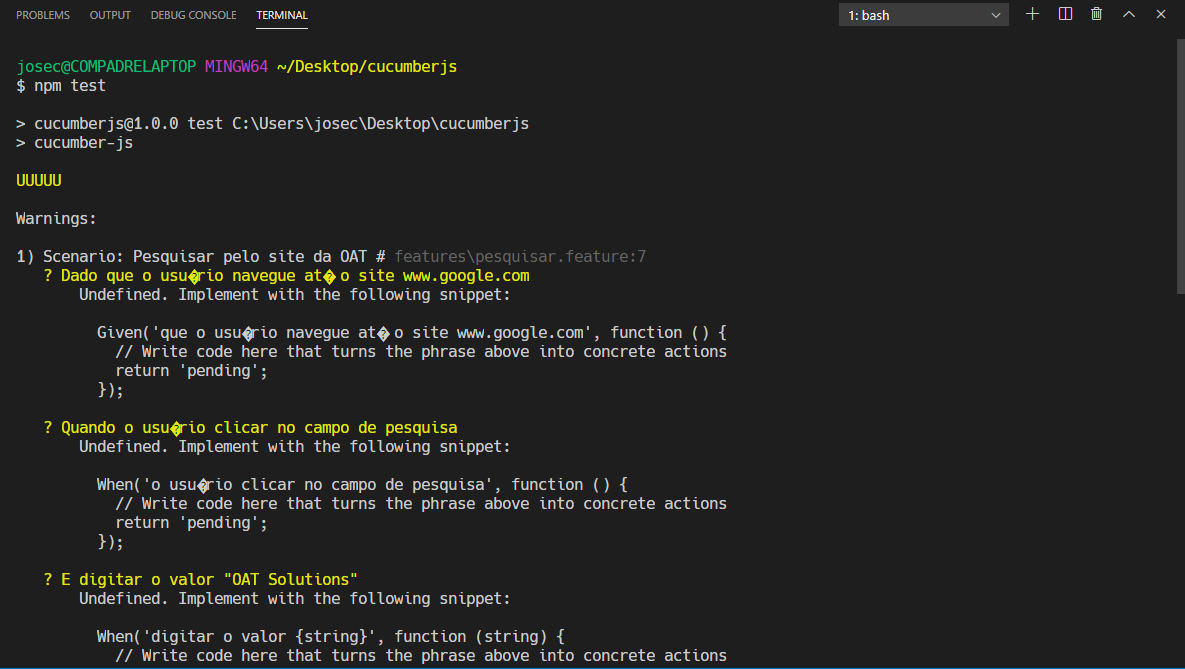 PROBLEMS OUTPUT DEBUG CONSOLE TERMINAL 1: bash
josec@COMPADRELAPTOP MINGW64 ~/Desktop/cucumberjs
$ npm test
> cucumberjs@1.0.0 test C:\Users\josec\Desktop\cucumberjs
> cucumber-js
UUUUU
Warnings:
1) Scenario: Pesquisar pelo site da OAT # features\pesquisar.feature:7
? Dado que o usu�rio navegue at� o site www.google.com
Undefined. Implement with the following snippet:
Given('que o usu�rio navegue at� o site www.google.com', function () {
// Write code here that turns the phrase above into concrete actions
return 'pending';
});
? Quando o usu�rio clicar no campo de pesquisa
Undefined. Implement with the following snippet:
When('o usu�rio clicar no campo de pesquisa', function () {
// Write code here that turns the phrase above into concrete actions
return 'pending';
});
? E digitar o valor "OAT Solutions"
Undefined. Implement with the following snippet:
When('digitar o valor {string}', function (string) {
// Write code here that turns the phrase above into concrete actions